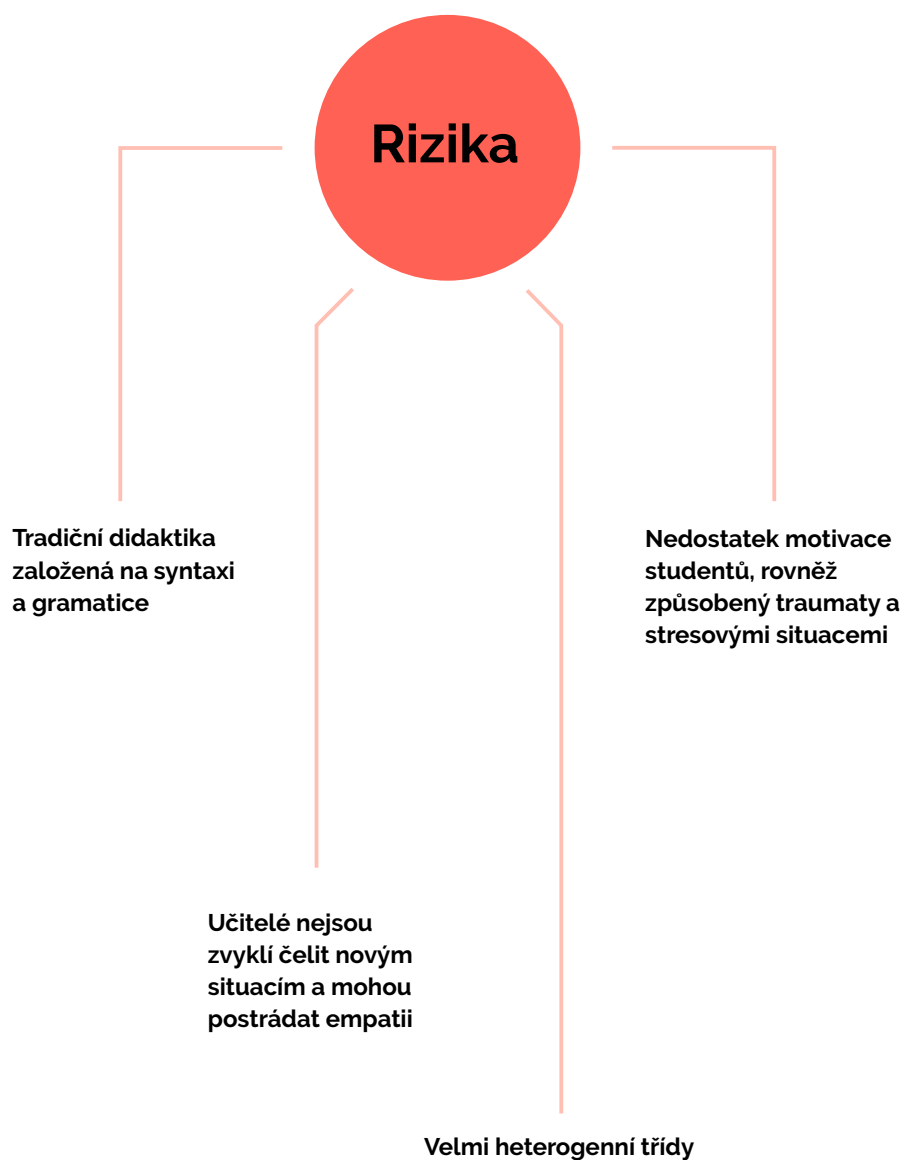 Rizika
Tradiční didaktika
založená na syntaxi
a gramatice
Nedostatek motivace
studentů, rovněž
způsobený traumaty a
stresovými situacemi
Učitelé nejsou
zvyklí čelit novým
situacím a mohou
postrádat empatii
Velmi heterogenní třídy